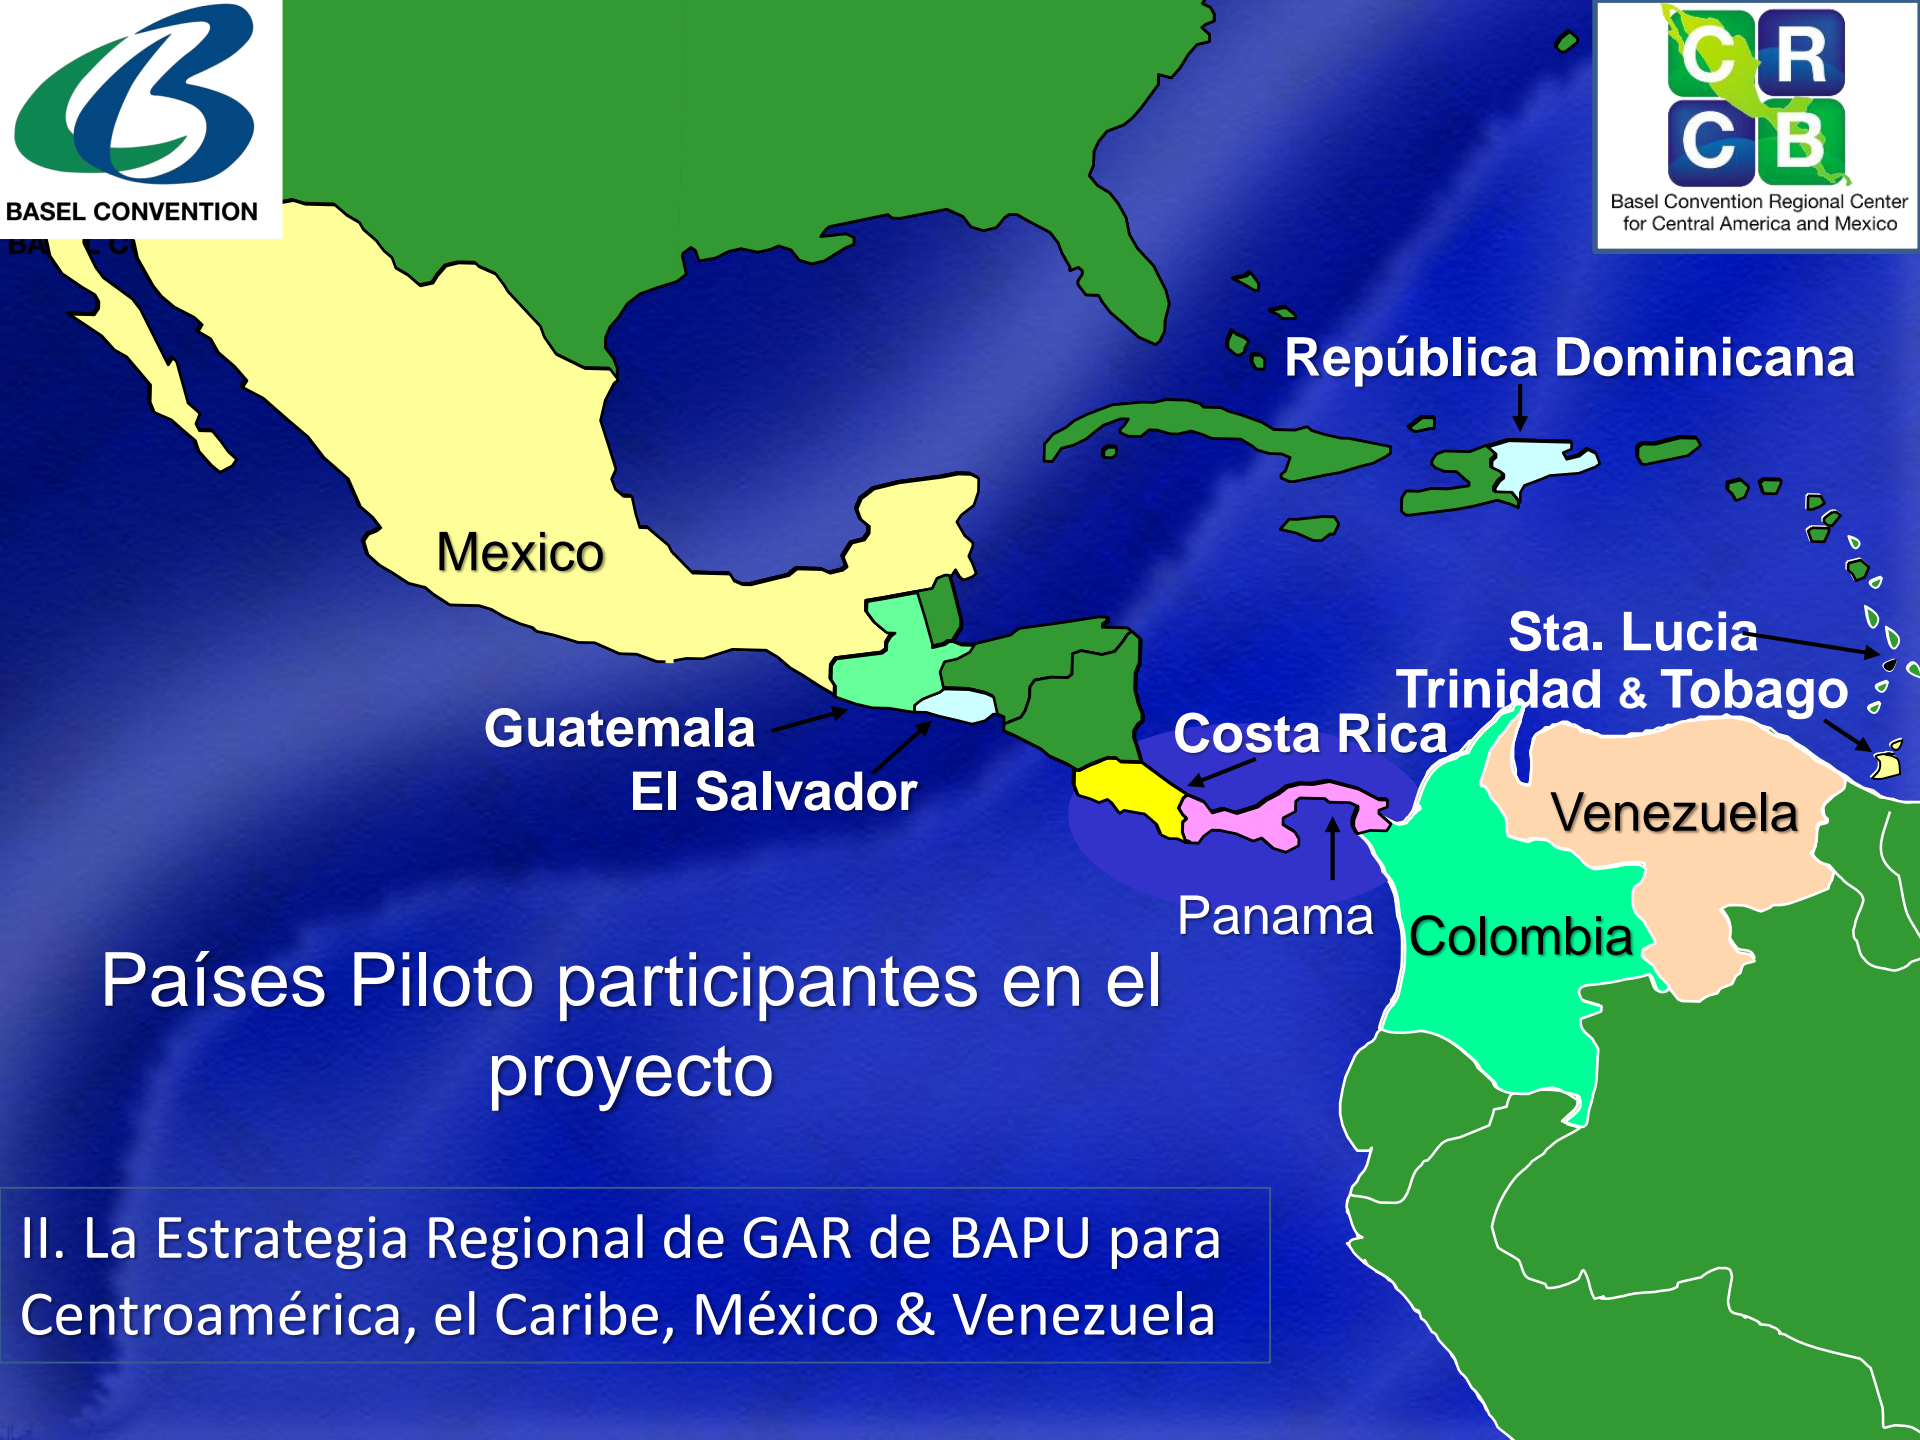 BASEL CONVENTION
C R
C B
Basel Convention Regional Center
for Central America and Mexico
República Dominicana
Mexico
Sta. Lucia
Trinidad & Tobago
Guatemala
El Salvador
Costa Rica
Venezuela
Panama
Colombia
Países Piloto participantes en el
proyecto
II. La Estrategia Regional de GAR de BAPU para
Centroamérica, el Caribe, México & Venezuela